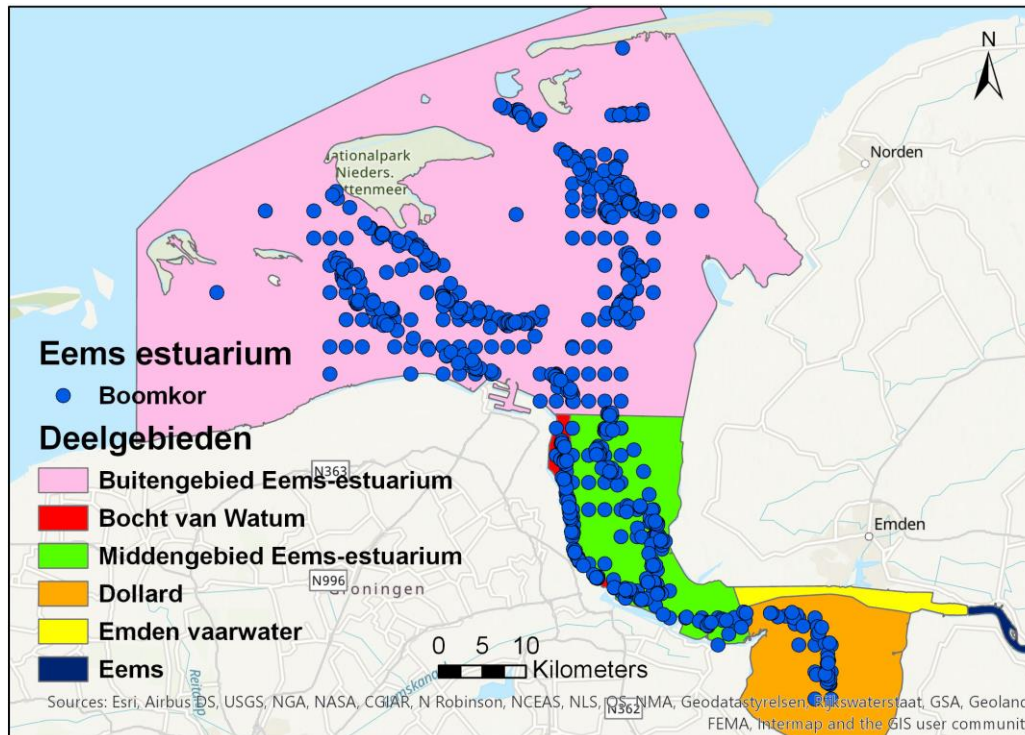 N
Norden
ationalpark
Nieders.
ttenmeer
Eems estuarium
Boomkor
Deelgebieden
Buitengebied Eems-estuarium
N363
Bocht van Watum
Middengebied Eems-estuarium
Emden
Dollard
N996
Groningen
Emden vaarwater
Eems
0 5 10
Kilometers
Sources: Esri, Airbus DS, USGS, NGA, NASA, CGIAR, N Robinson, NCEAS, NLS, OS, NMA, Geodatastyrelsen, Rijkswaterstaat, GSA, Geoland
N362
FEMA, Intermap and the GIS user communit